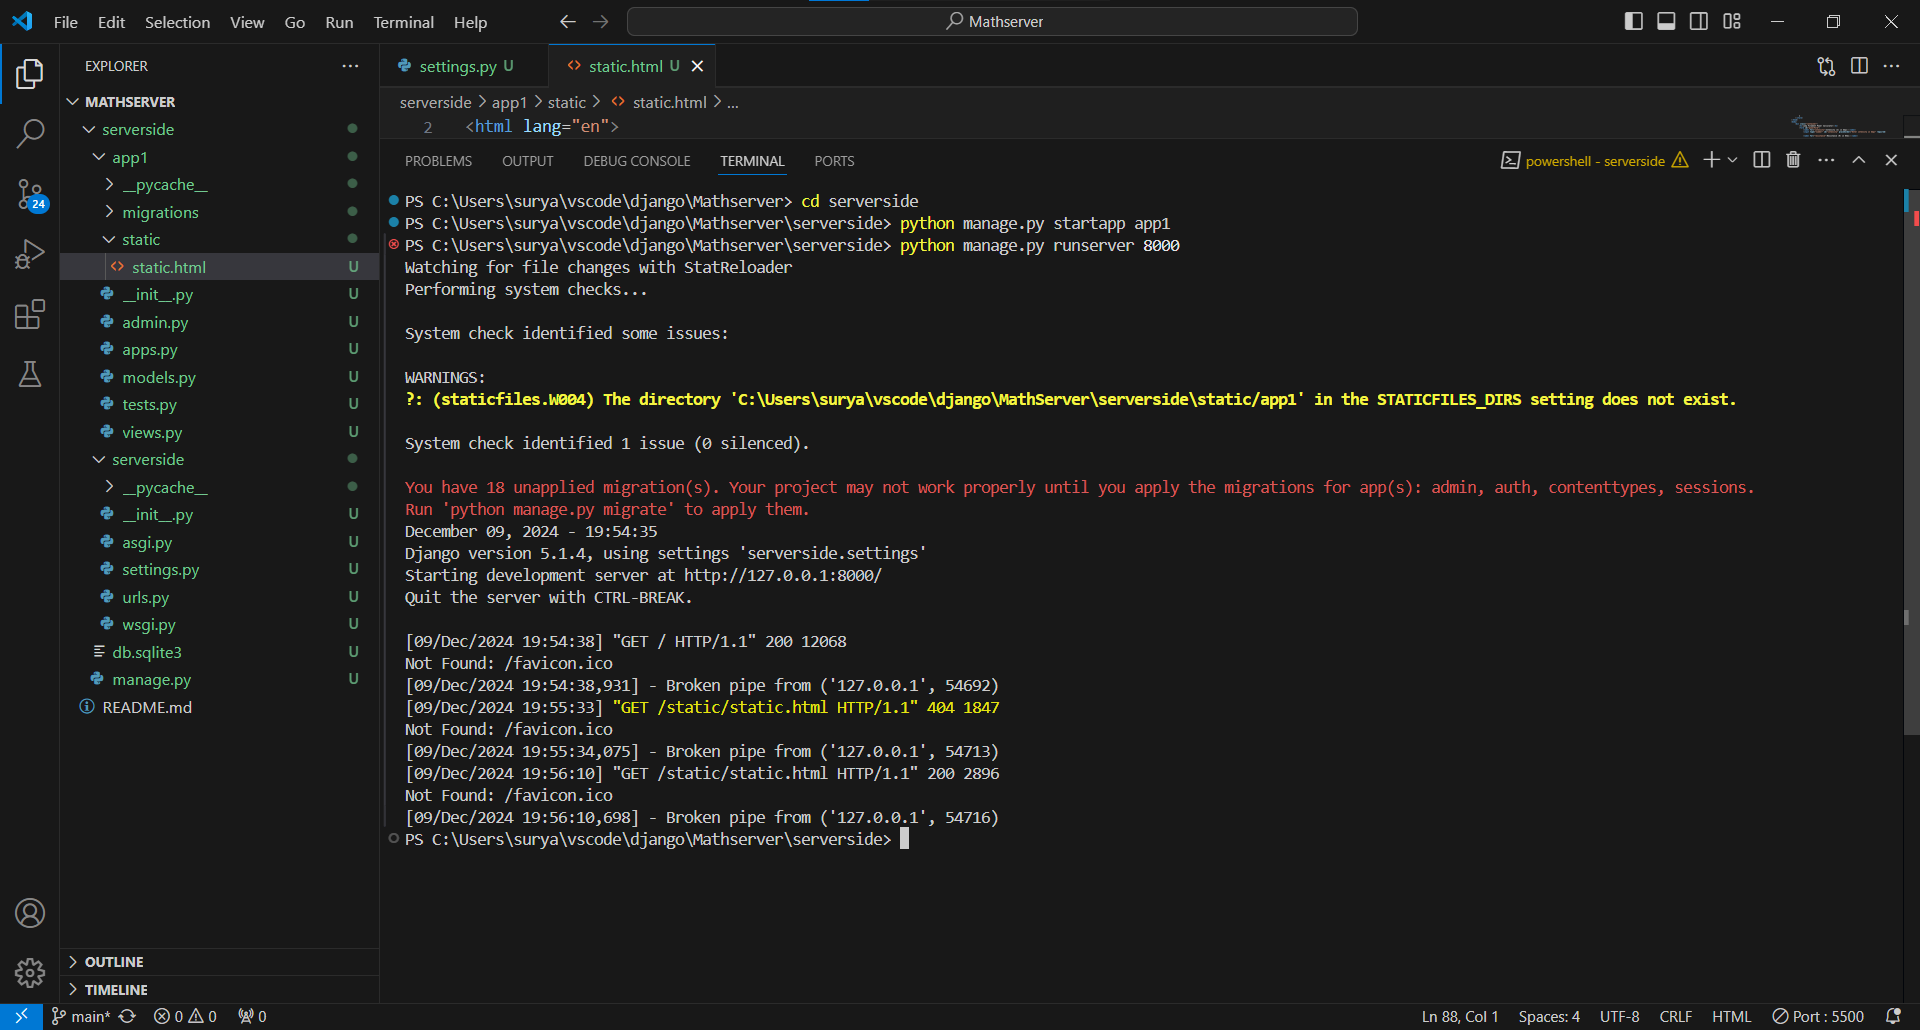 File Edit Selection View Go Run Terminal Help
Mathserver
EXPLORER
MATHSERVER
serverside
app1
__pycache__
migrations
static
static.html U
__init__.py U
admin.py U
apps.py U
models.py U
tests.py U
views.py U
serverside
__pycache__
__init__.py U
asgi.py U
settings.py U
urls.py U
wsgi.py U
db.sqlite3 U
manage.py U
README.md
OUTLINE
TIMELINE
24
settings.py U
static.html U
serverside > app1 > static > static.html > ...
2 <html lang="en">
PROBLEMS OUTPUT DEBUG CONSOLE TERMINAL PORTS
powershell - serverside
PS C:\Users\surya\vscode\django\Mathserver> cd serverside
PS C:\Users\surya\vscode\django\Mathserver\serverside> python manage.py startapp app1
PS C:\Users\surya\vscode\django\Mathserver\serverside> python manage.py runserver 8000
Watching for file changes with StatReloader
Performing system checks...
System check identified some issues:
WARNINGS:
?: (staticfiles.W004) The directory 'C:\Users\surya\vscode\django\MathServer\serverside\static/app1' in the STATICFILES_DIRS setting does not exist.
System check identified 1 issue (0 silenced).
You have 18 unapplied migration(s). Your project may not work properly until you apply the migrations for app(s): admin, auth, contenttypes, sessions.
Run 'python manage.py migrate' to apply them.
December 09, 2024 - 19:54:35
Django version 5.1.4, using settings 'serverside.settings'
Starting development server at http://127.0.0.1:8000/
Quit the server with CTRL-BREAK.
[09/Dec/2024 19:54:38] "GET / HTTP/1.1" 200 12068
Not Found: /favicon.ico
[09/Dec/2024 19:54:38,931] - Broken pipe from ('127.0.0.1', 54692)
[09/Dec/2024 19:55:33] "GET /static/static.html HTTP/1.1" 404 1847
Not Found: /favicon.ico
[09/Dec/2024 19:55:34,075] - Broken pipe from ('127.0.0.1', 54713)
[09/Dec/2024 19:56:10] "GET /static/static.html HTTP/1.1" 200 2896
Not Found: /favicon.ico
[09/Dec/2024 19:56:10,698] - Broken pipe from ('127.0.0.1', 54716)
PS C:\Users\surya\vscode\django\Mathserver\serverside>
main* 0 0 0
Ln 88, Col 1 Spaces: 4 UTF-8 CRLF HTML Port : 5500